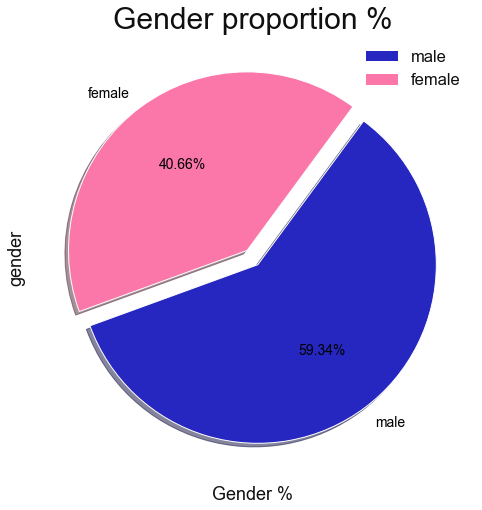 Gender proportion %
male
female
female
40.66%
gender
59.34%
male
Gender %